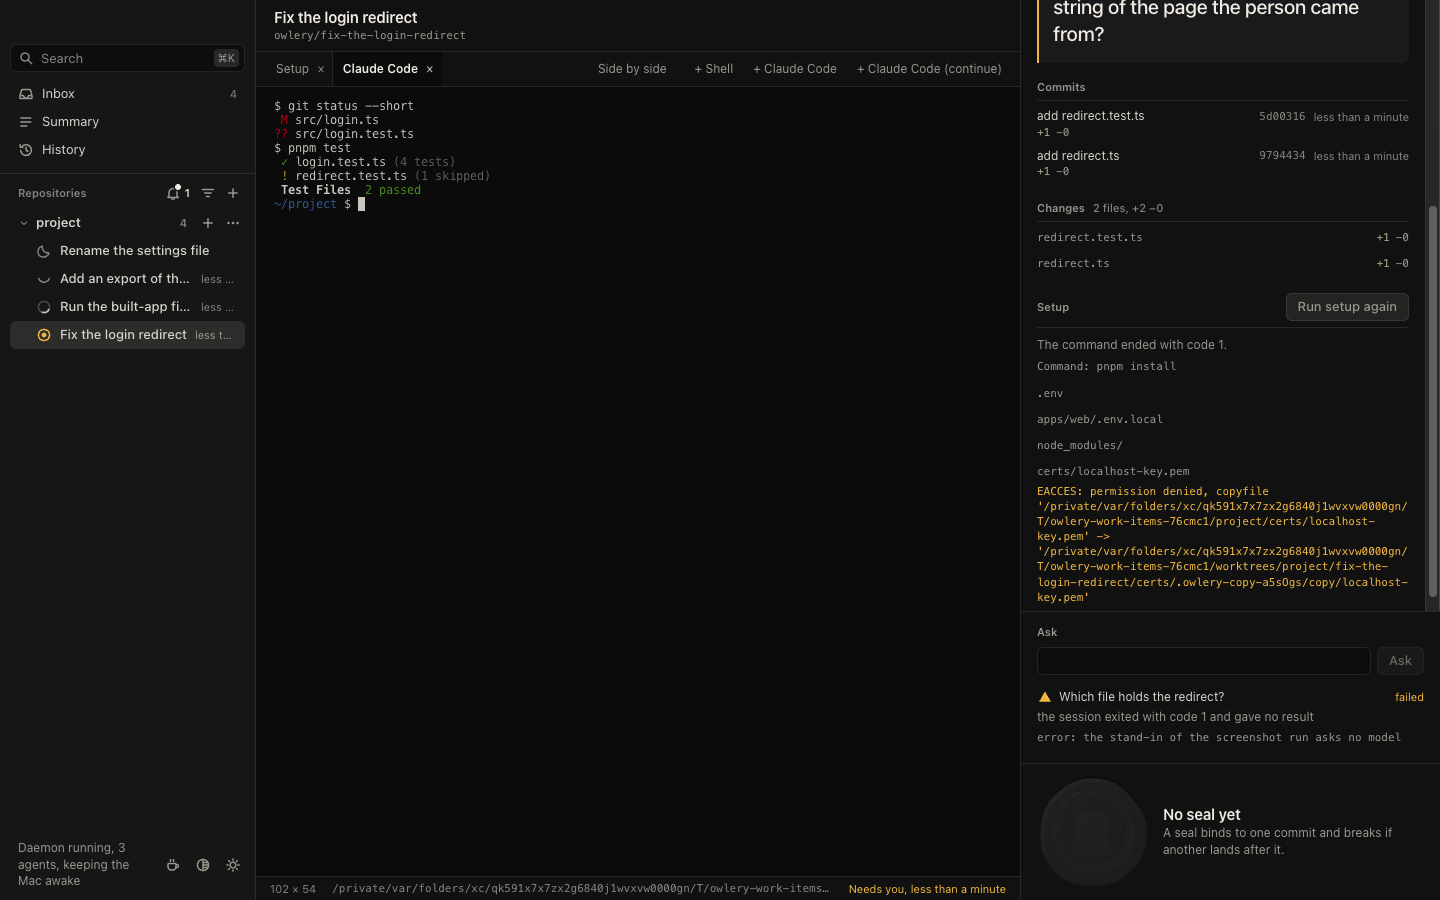 Search ⌘K
Inbox 4
Summary
History
Repositories 1
project 4
Rename the settings file
Add an export of th... less ...
Run the built-app fi... less ...
Fix the login redirect less t...
Daemon running, 3
agents, keeping the
Mac awake
Fix the login redirect
owlery/fix-the-login-redirect
Setup ×
Claude Code ×
Side by side
+ Shell
+ Claude Code
+ Claude Code (continue)
$ git status --short
M src/login.ts
?? src/login.test.ts
$ pnpm test
✓ login.test.ts (4 tests)
! redirect.test.ts (1 skipped)
Test Files 2 passed
~/project $
102 × 54
/private/var/folders/xc/qk591x7x7zx2g6840j1wvxvw0000gn/T/owlery-work-items…
Needs you, less than a minute
string of the page the person came
from?
Commits
add redirect.test.ts 5d00316 less than a minute
+1 −0
add redirect.ts 9794434 less than a minute
+1 −0
Changes 2 files, +2 −0
redirect.test.ts +1 −0
redirect.ts +1 −0
Setup
Run setup again
The command ended with code 1.
Command: pnpm install
.env
apps/web/.env.local
node_modules/
certs/localhost-key.pem
EACCES: permission denied, copyfile
'/private/var/folders/xc/qk591x7x7zx2g6840j1wvxvw0000gn/
T/owlery-work-items-76cmc1/project/certs/localhost-
key.pem' ->
'/private/var/folders/xc/qk591x7x7zx2g6840j1wvxvw0000gn/
T/owlery-work-items-76cmc1/worktrees/project/fix-the-
login-redirect/certs/.owlery-copy-a5sOgs/copy/localhost-
key.pem'
Ask
Ask
Which file holds the redirect? failed
the session exited with code 1 and gave no result
error: the stand-in of the screenshot run asks no model
No seal yet
A seal binds to one commit and breaks if
another lands after it.